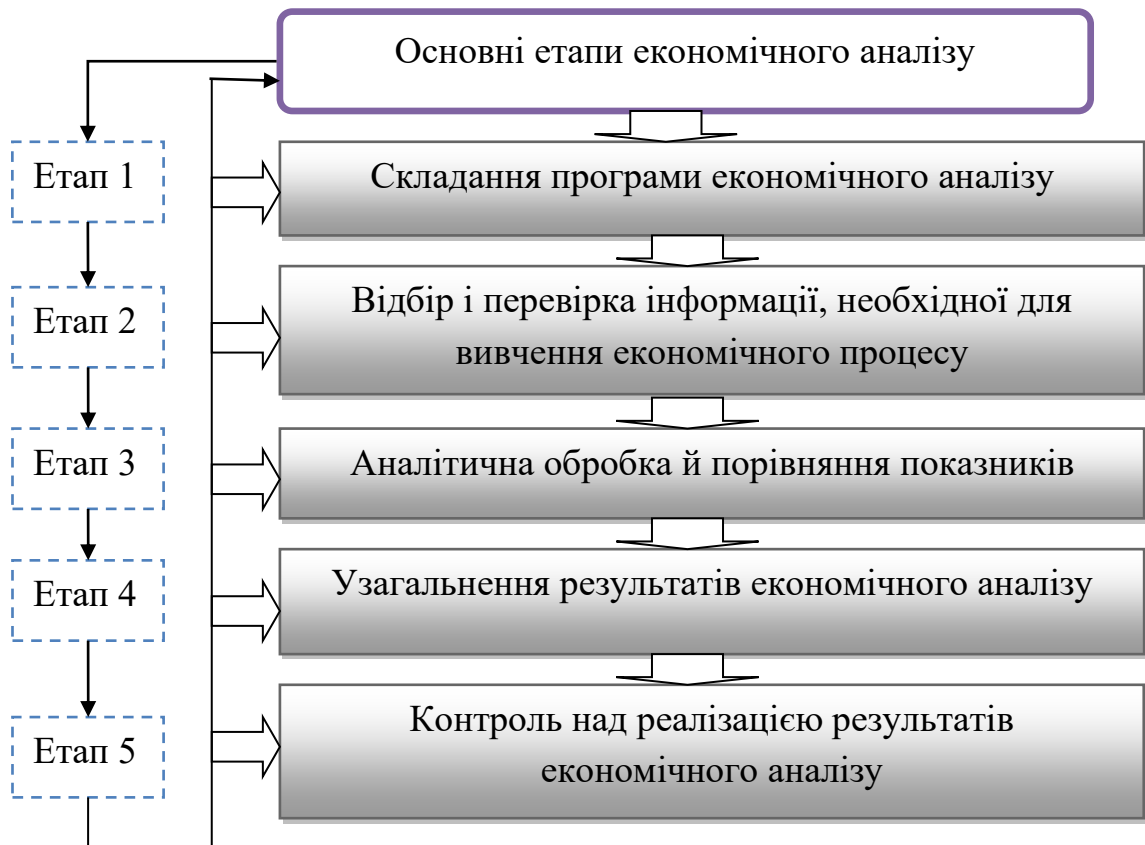 Основні етапи економічного аналізу
Етап 1
Складання програми економічного аналізу
Етап 2
Відбір і перевірка інформації, необхідної для
вивчення економічного процесу
Етап 3
Аналітична обробка й порівняння показників
Етап 4
Узагальнення результатів економічного аналізу
Етап 5
Контроль над реалізацією результатів
економічного аналізу